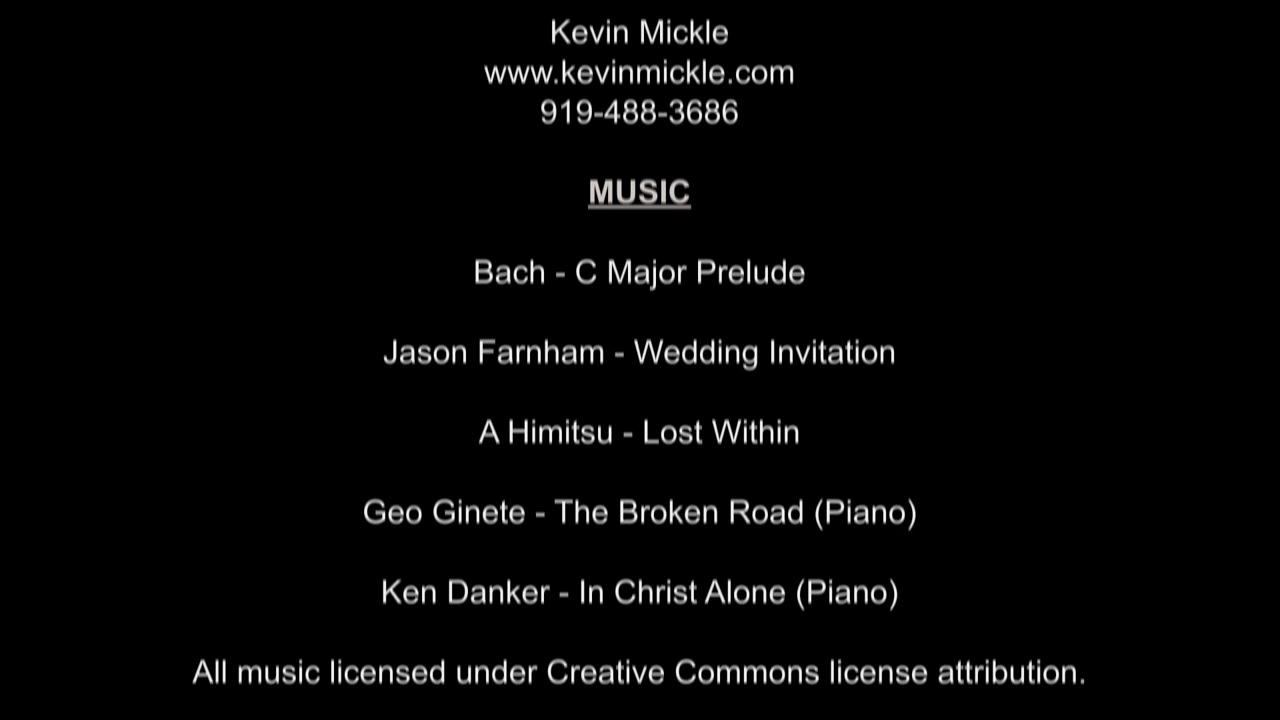 Kevin Mickle
www.kevinmickle.com
919-488-3686
MUSIC
Bach - C Major Prelude
Jason Farnham - Wedding Invitation
A Himitsu - Lost Within
Geo Ginete - The Broken Road (Piano)
Ken Danker - In Christ Alone (Piano)
All music licensed under Creative Commons license attribution.